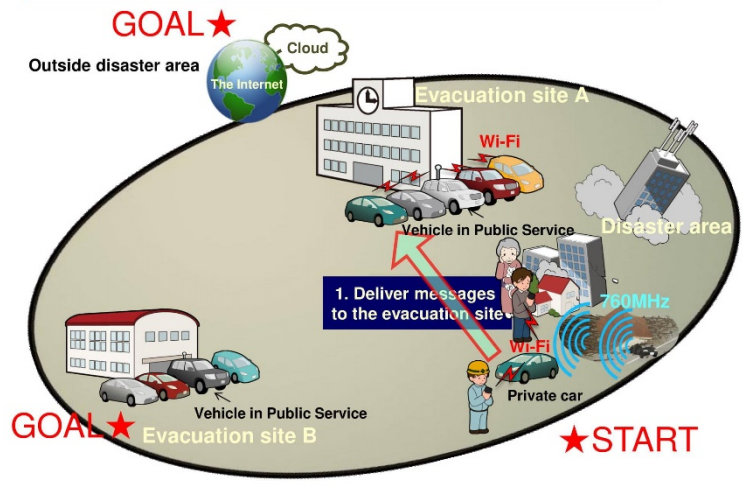 GOAL★
Cloud
Outside disaster area
The Internet
Evacuation site A
Wi-Fi
Vehicle in Public Service
Disaster area
1. Deliver messages
to the evacuation site
760MHz
Wi-Fi
Private car
Vehicle in Public Service
GOAL★
Evacuation site B
★START